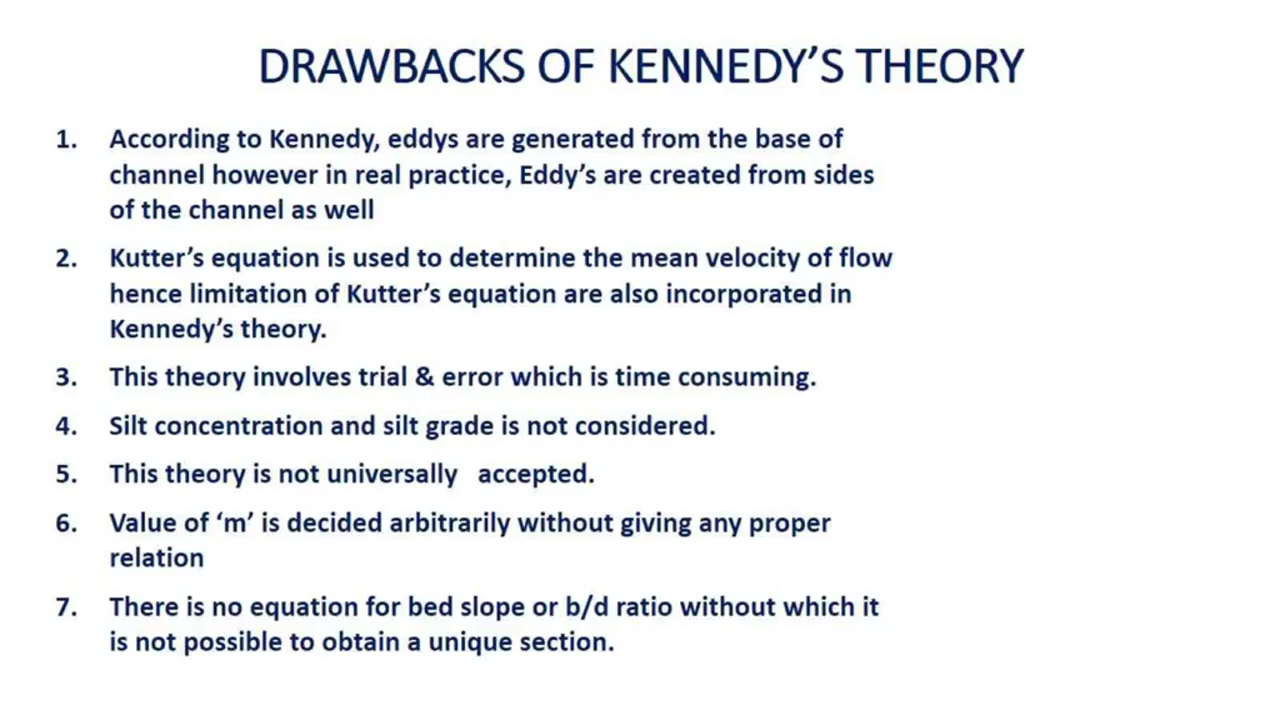 DRAWBACKS OF KENNEDY’S THEORY
1. According to Kennedy, eddys are generated from the base of
channel however in real practice, Eddy’s are created from sides
of the channel as well
2. Kutter’s equation is used to determine the mean velocity of flow
hence limitation of Kutter’s equation are also incorporated in
Kennedy’s theory.
3. This theory involves trial & error which is time consuming.
4. Silt concentration and silt grade is not considered.
5. This theory is not universally accepted.
6. Value of ‘m’ is decided arbitrarily without giving any proper
relation
7. There is no equation for bed slope or b/d ratio without which it
is not possible to obtain a unique section.